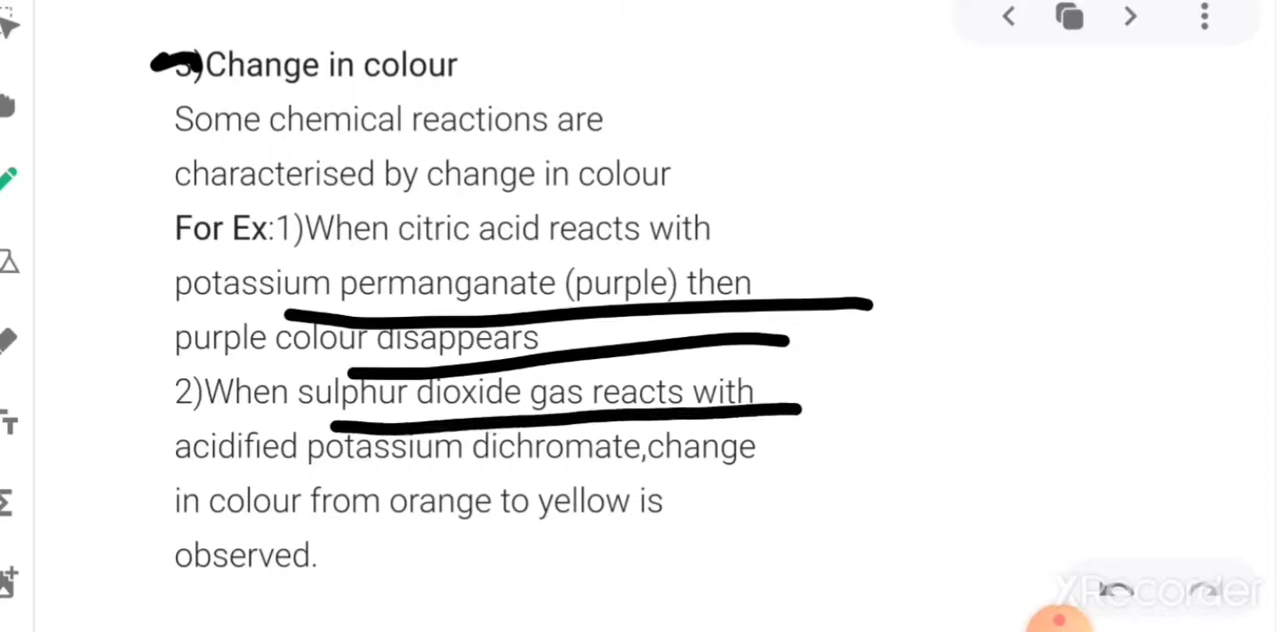 3)Change in colour
Some chemical reactions are
characterised by change in colour
For Ex:1)When citric acid reacts with
potassium permanganate (purple) then
purple colour disappears
2)When sulphur dioxide gas reacts with
acidified potassium dichromate,change
in colour from orange to yellow is
observed.
XRecorder